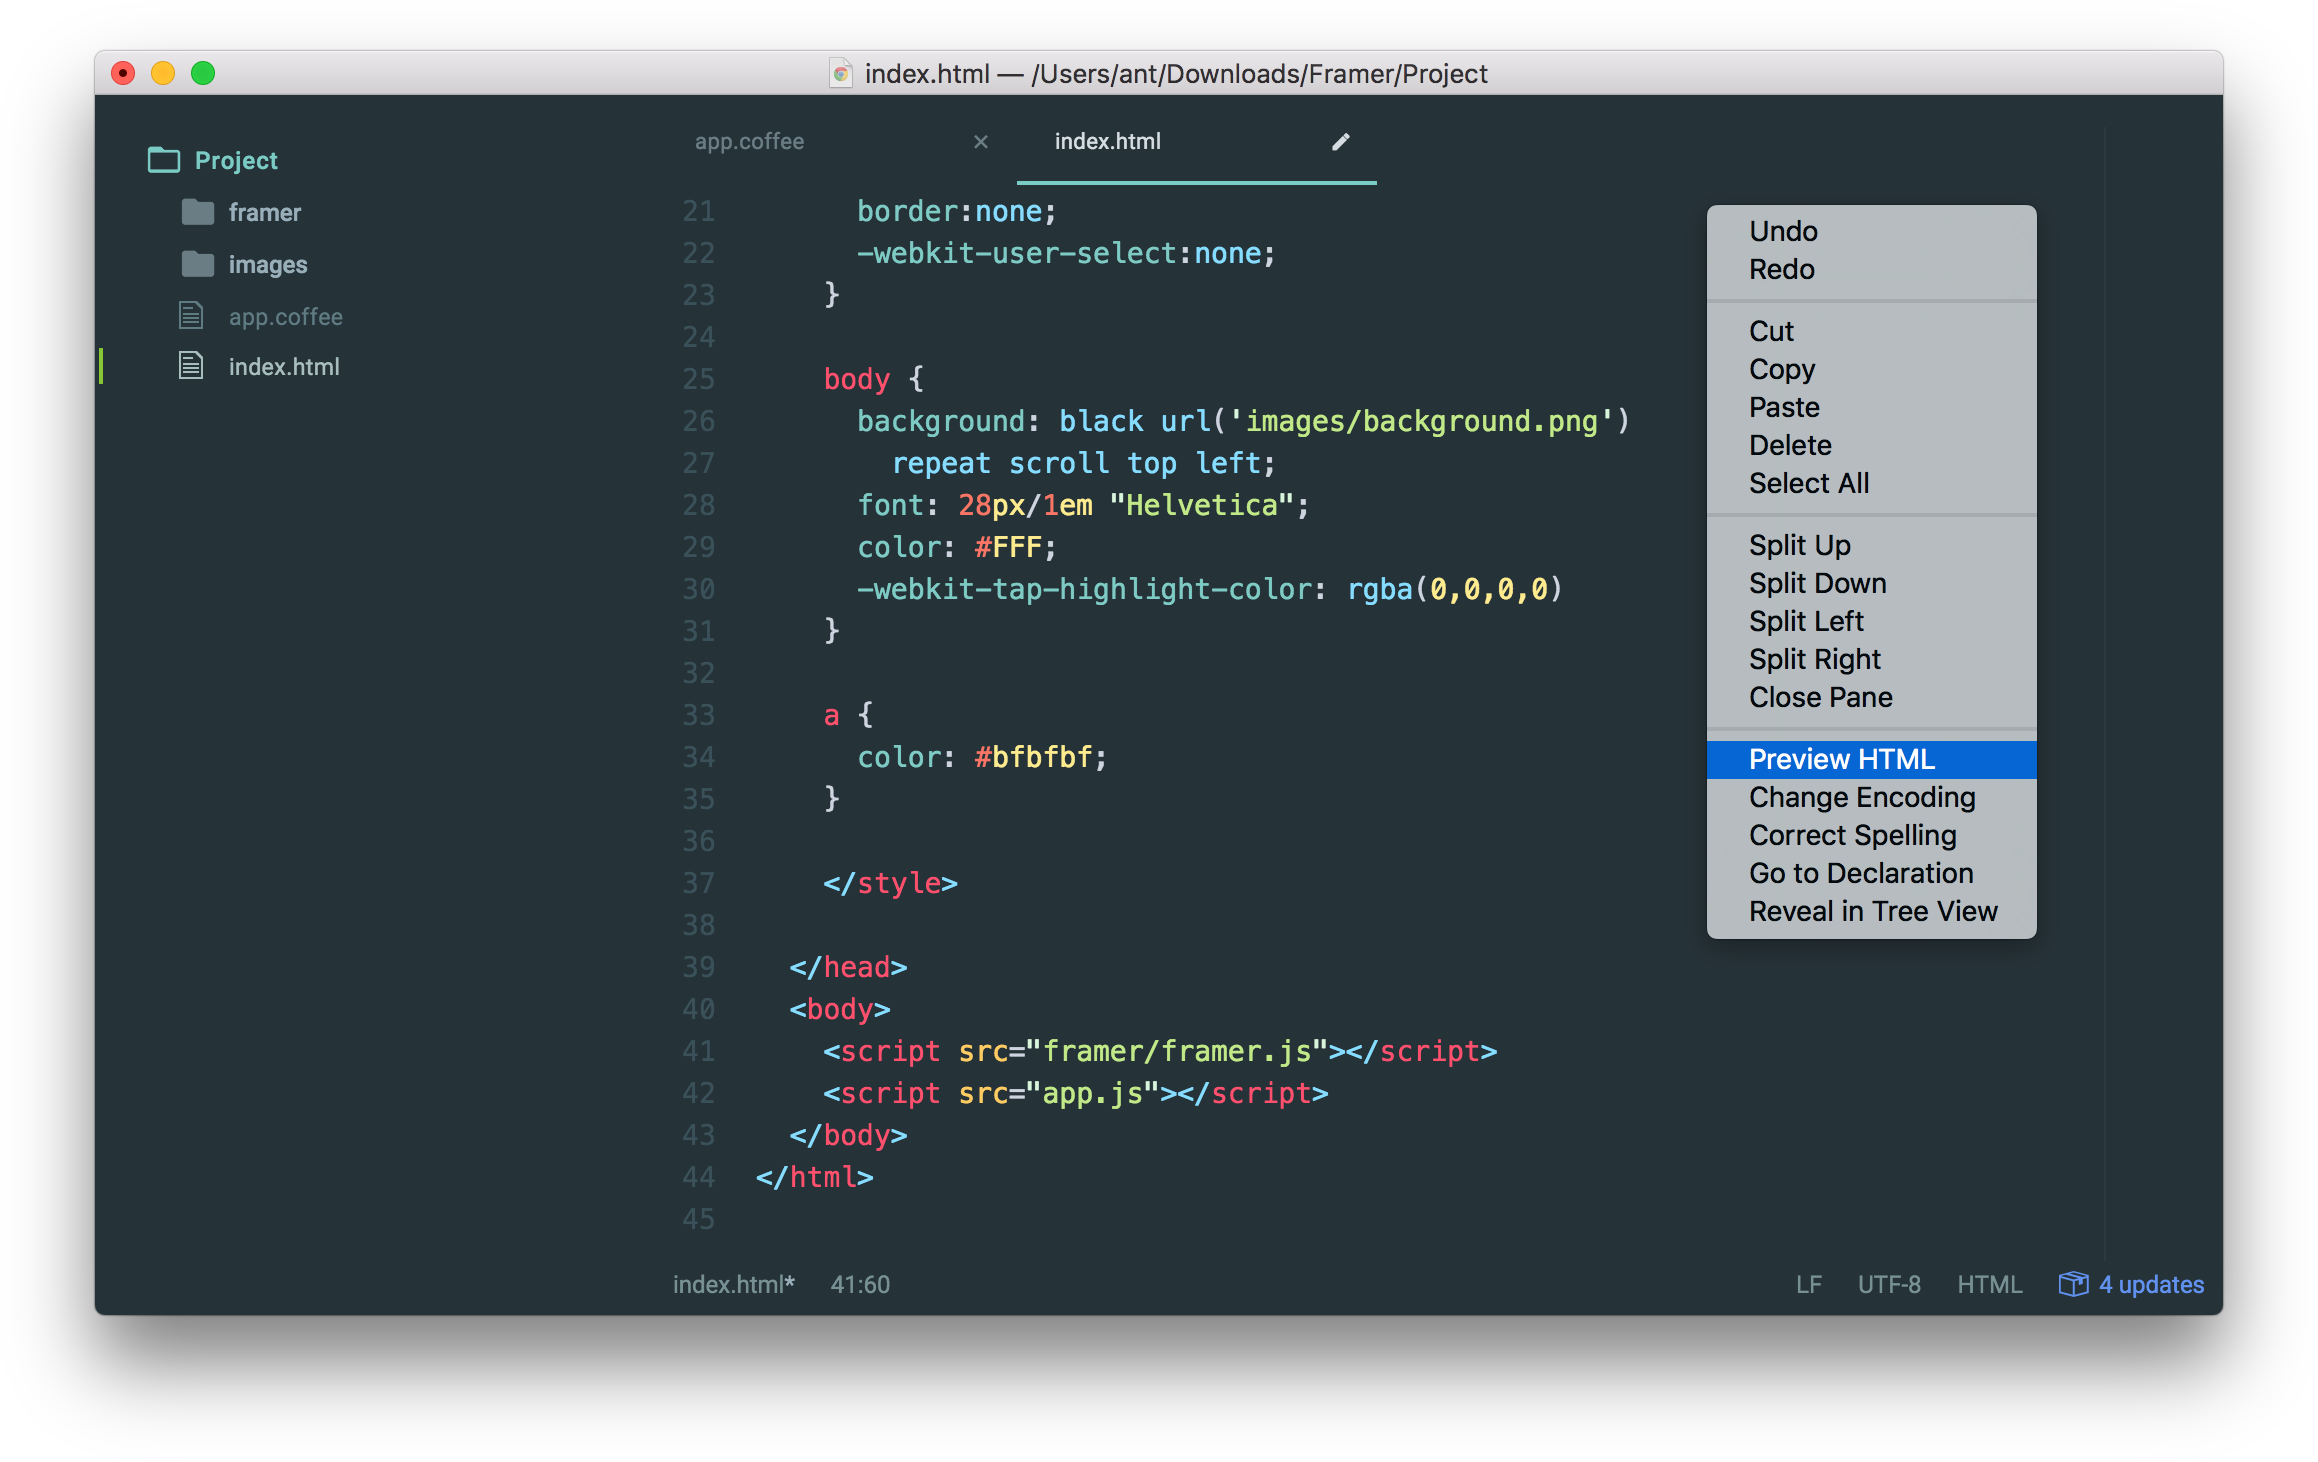 index.html — /Users/ant/Downloads/Framer/Project
Project
framer
images
app.coffee
index.html
app.coffee ×
index.html
21 border:none;
22 -webkit-user-select:none;
23 }
24
25 body {
26 background: black url('images/background.png')
27 repeat scroll top left;
28 font: 28px/1em "Helvetica";
29 color: #FFF;
30 -webkit-tap-highlight-color: rgba(0,0,0,0)
31 }
32
33 a {
34 color: #bfbfbf;
35 }
36
37 </style>
38
39 </head>
40 <body>
41 <script src="framer/framer.js"></script>
42 <script src="app.js"></script>
43 </body>
44 </html>
45
Undo
Redo
Cut
Copy
Paste
Delete
Select All
Split Up
Split Down
Split Left
Split Right
Close Pane
Preview HTML
Change Encoding
Correct Spelling
Go to Declaration
Reveal in Tree View
index.html* 41:60 LF UTF-8 HTML 4 updates